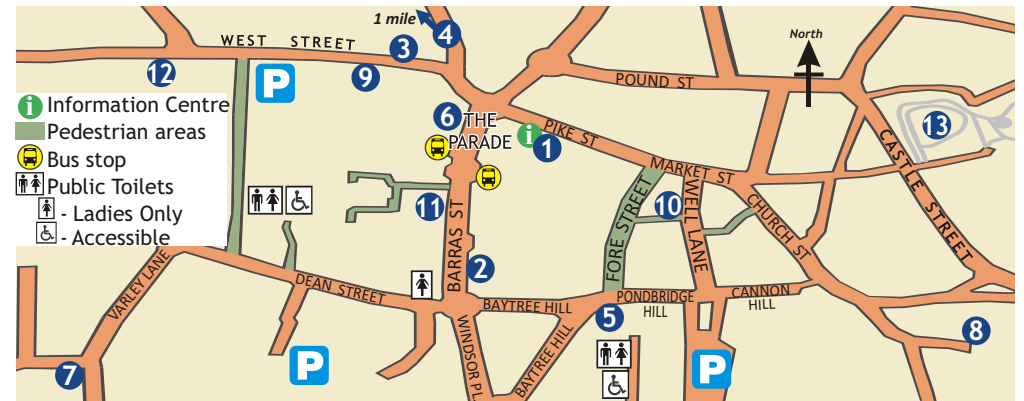 1 mile
4
North
WEST STREET
3
12
P
9
POUND ST
i Information Centre
Pedestrian areas
Bus stop
Public Toilets
- Ladies Only
- Accessible
6
THE
PARADE
i
1
PIKE ST
13
MARKET ST
CASTLE STREET
11
BARRAS ST
FORE STREET
10
WELL LANE
CHURCH ST
VARLEY LANE
DEAN STREET
2
BAYTREE HILL
PONDBRIDGE
HILL
CANNON
HILL
5
WINDSOR PL
BAYTREE HILL
8
7
P
P